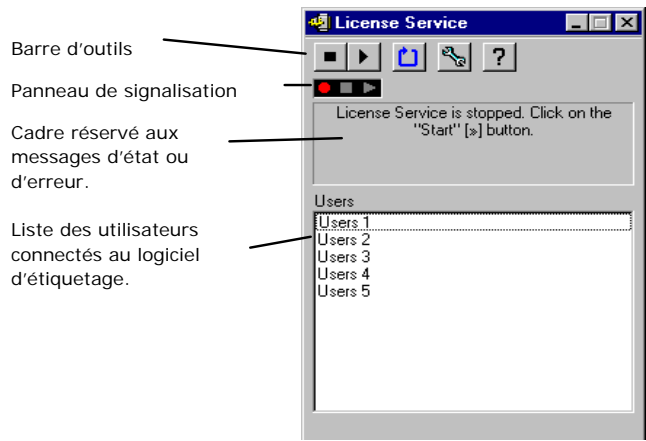 License Service
Barre d'outils
?
Panneau de signalisation
License Service is stopped. Click on the
"Start" [»] button.
Cadre réservé aux
messages d'état ou
d'erreur.
Users
Users 1
Users 2
Users 3
Users 4
Users 5
Liste des utilisateurs
connectés au logiciel
d'étiquetage.